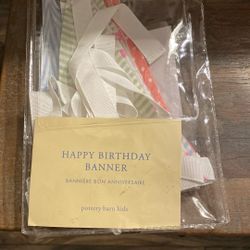 HAPPY BIRTHDAY
BANNER
BANNIÈRE BON ANNIVERSAIRE
pottery barn kids